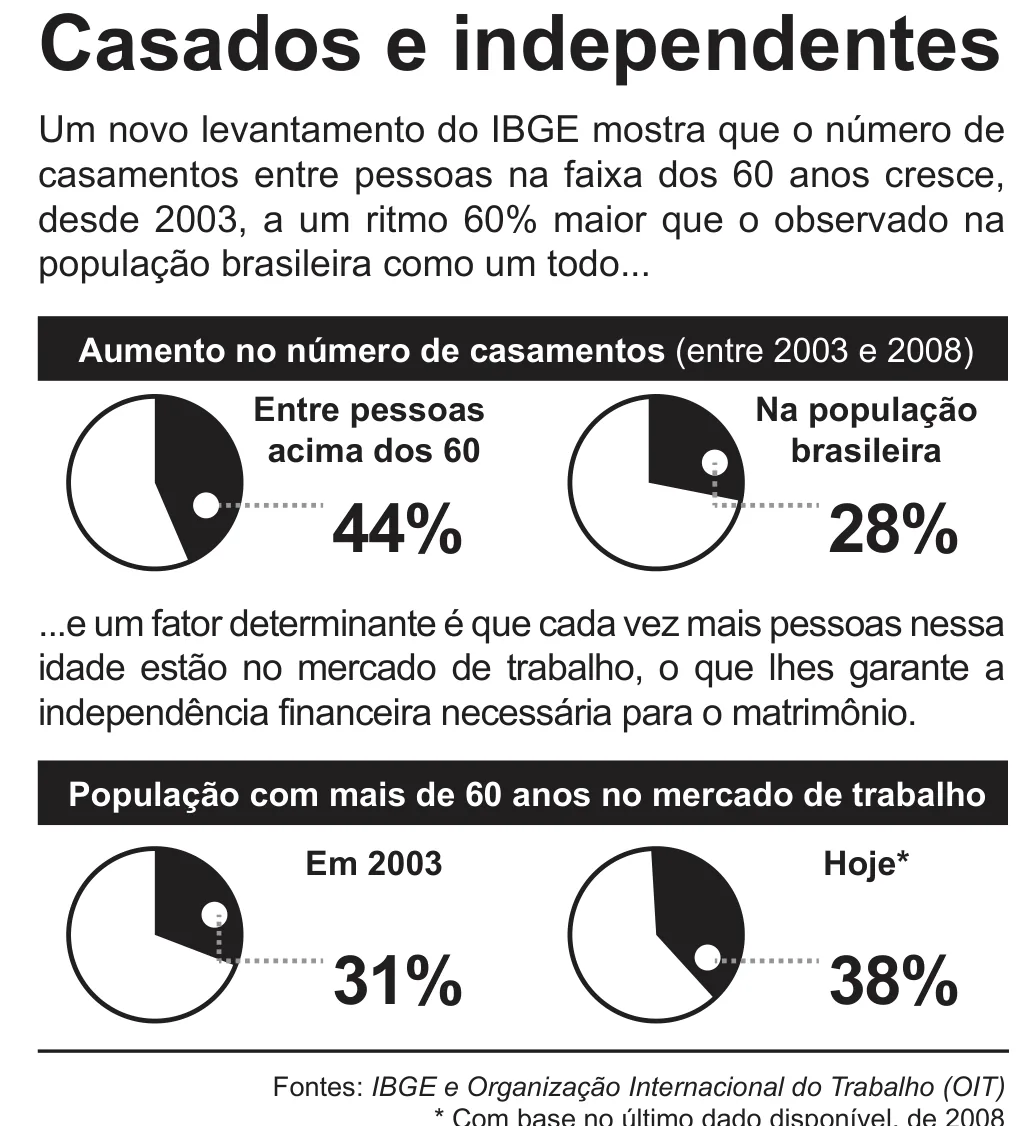 Casados e independentes
Um novo levantamento do IBGE mostra que o número de
casamentos entre pessoas na faixa dos 60 anos cresce,
desde 2003, a um ritmo 60% maior que o observado na
população brasileira como um todo...
Aumento no número de casamentos (entre 2003 e 2008)
Entre pessoas
acima dos 60
44%
Na população
brasileira
28%
...e um fator determinante é que cada vez mais pessoas nessa
idade estão no mercado de trabalho, o que lhes garante a
independência financeira necessária para o matrimônio.
População com mais de 60 anos no mercado de trabalho
Em 2003
31%
Hoje*
38%
Fontes: IBGE e Organização Internacional do Trabalho (OIT)
* Com base no último dado disponível, de 2008